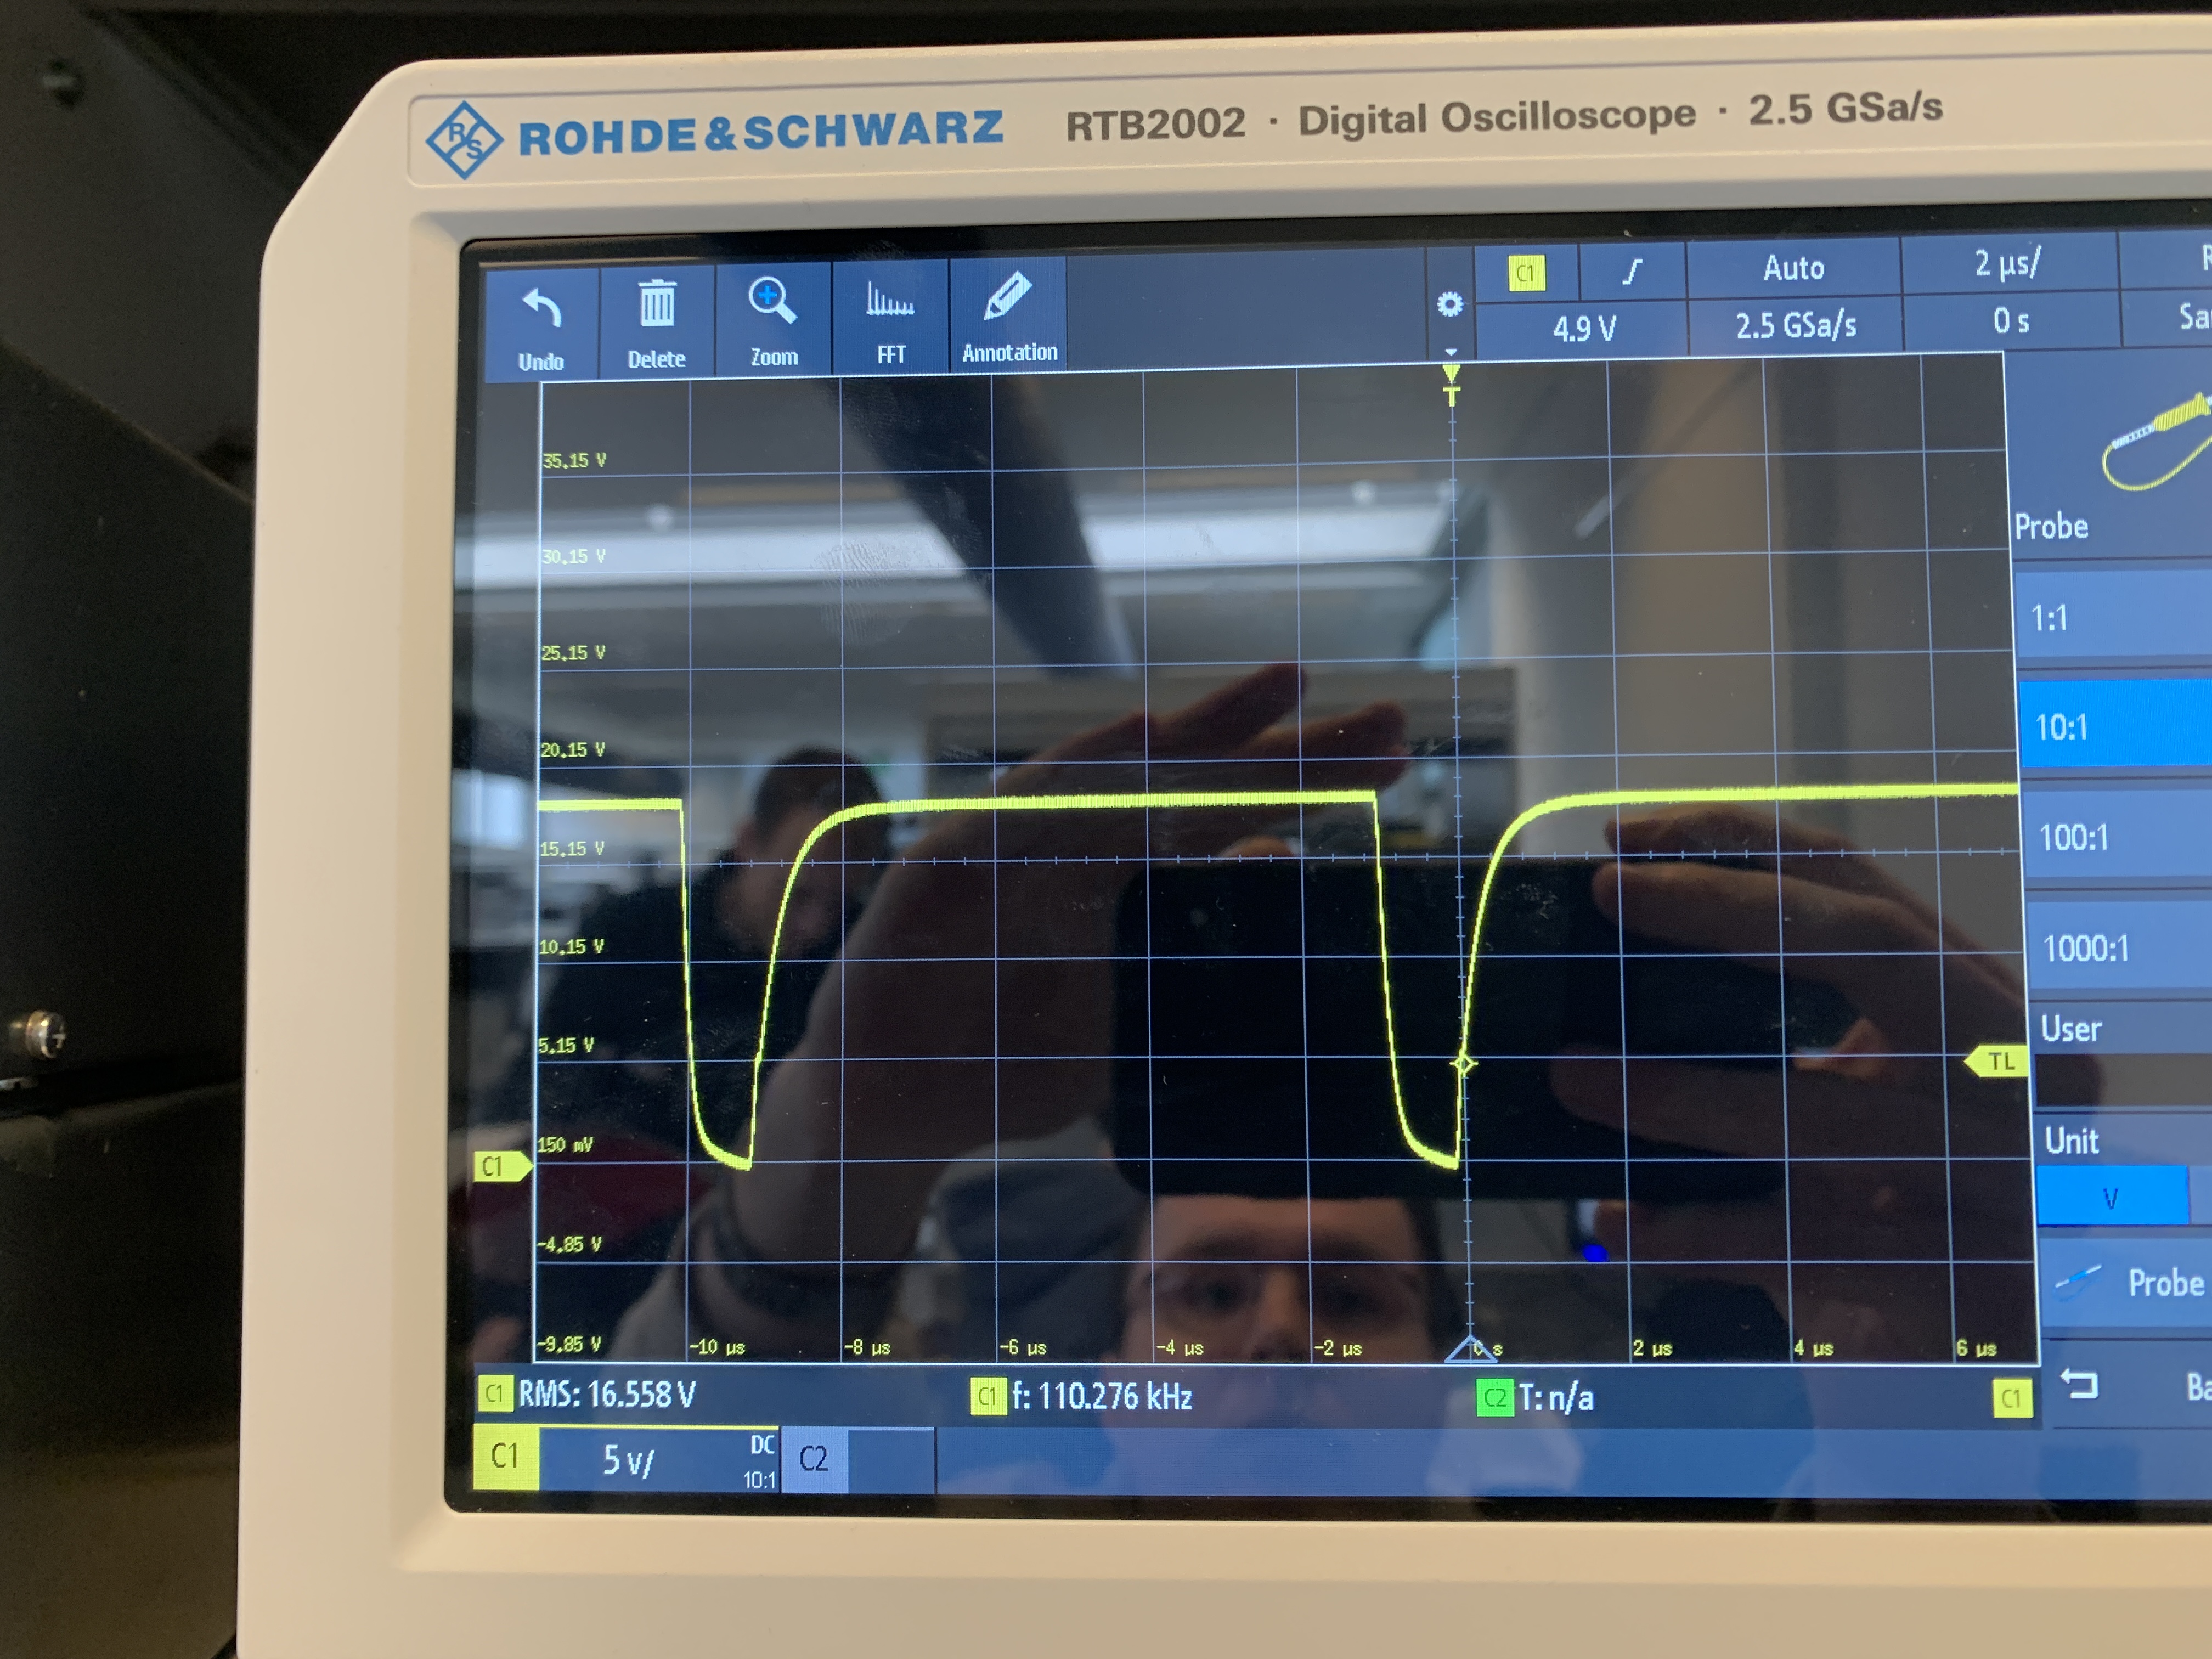 R S ROHDE&SCHWARZ RTB2002 · Digital Oscilloscope · 2.5 GSa/s
Undo Delete Zoom FFT Annotation
C1 Auto 2 µs/
4.9 V 2.5 GSa/s 0 s
T
35.15 V
30.15 V
25.15 V
20.15 V
15.15 V
10.15 V
5.15 V
150 mV
-4.85 V
-9.85 V
C1
TL
-10 µs -8 µs -6 µs -4 µs -2 µs 0 s 2 µs 4 µs 6 µs
Probe
1:1
10:1
100:1
1000:1
User
Unit
V
Probe
C1 RMS: 16.558 V C1 f: 110.276 kHz C2 T: n/a C1
C1 5 V/ DC 10:1 C2